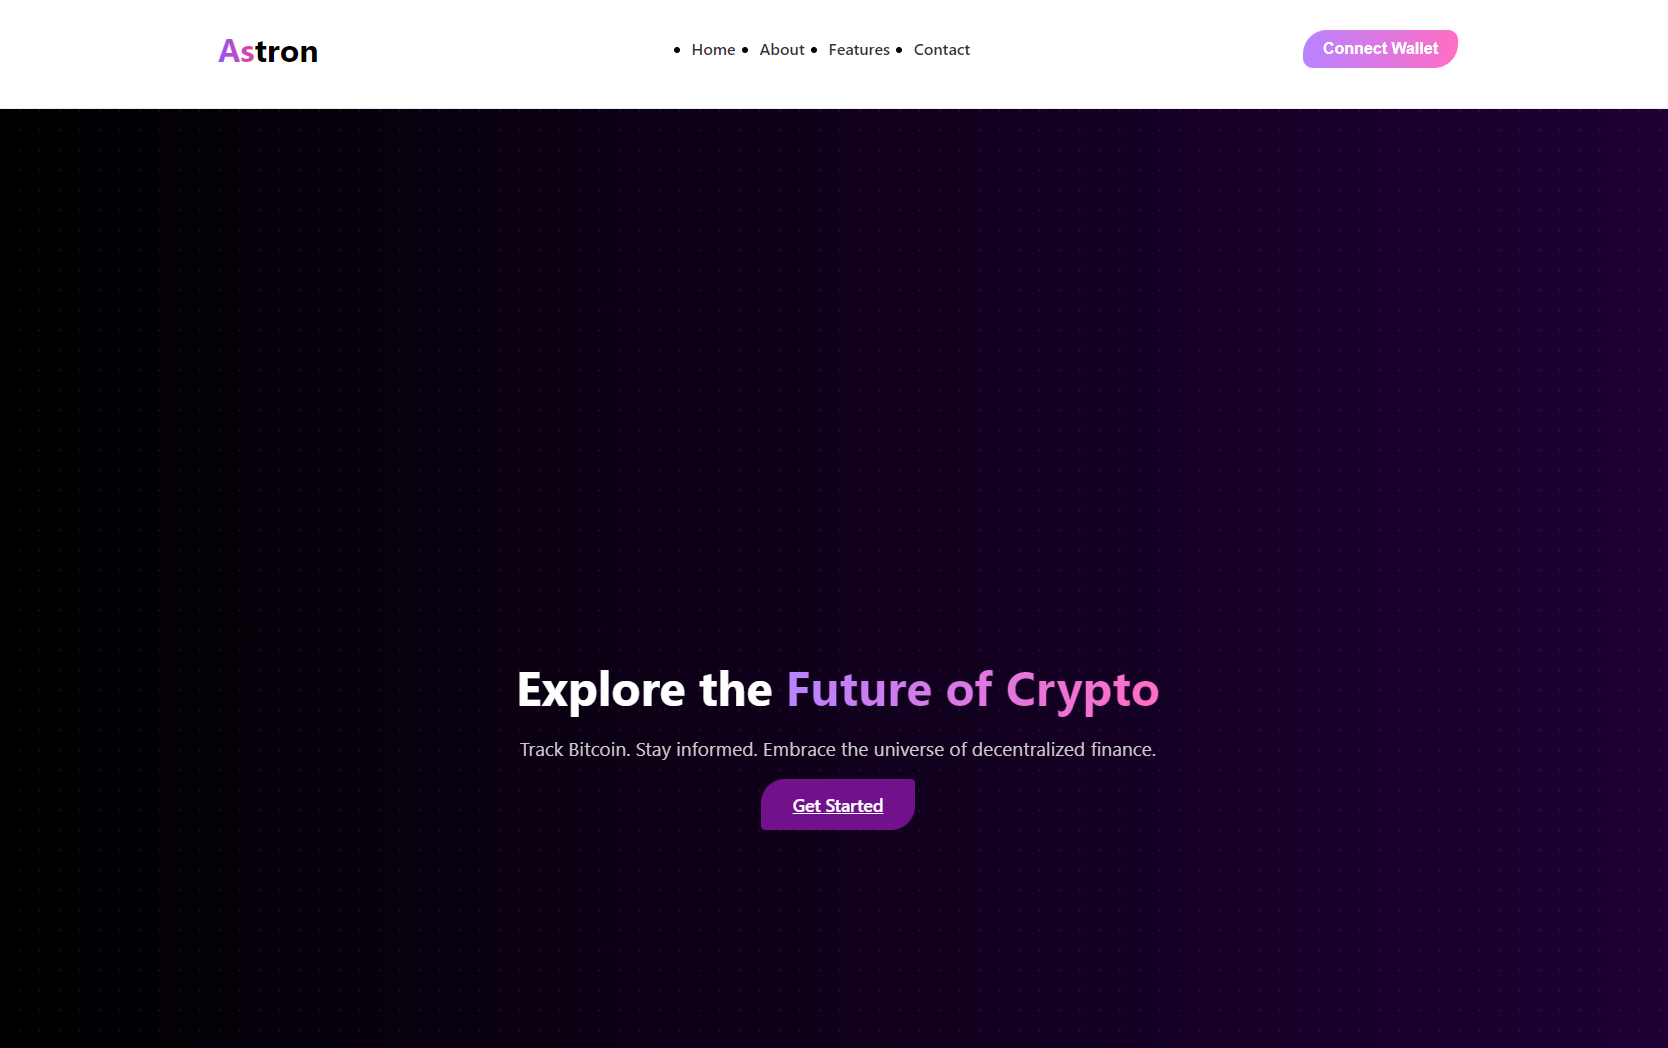 Astron
• Home • About • Features • Contact
Connect Wallet
Explore the Future of Crypto
Track Bitcoin. Stay informed. Embrace the universe of decentralized finance.
Get Started